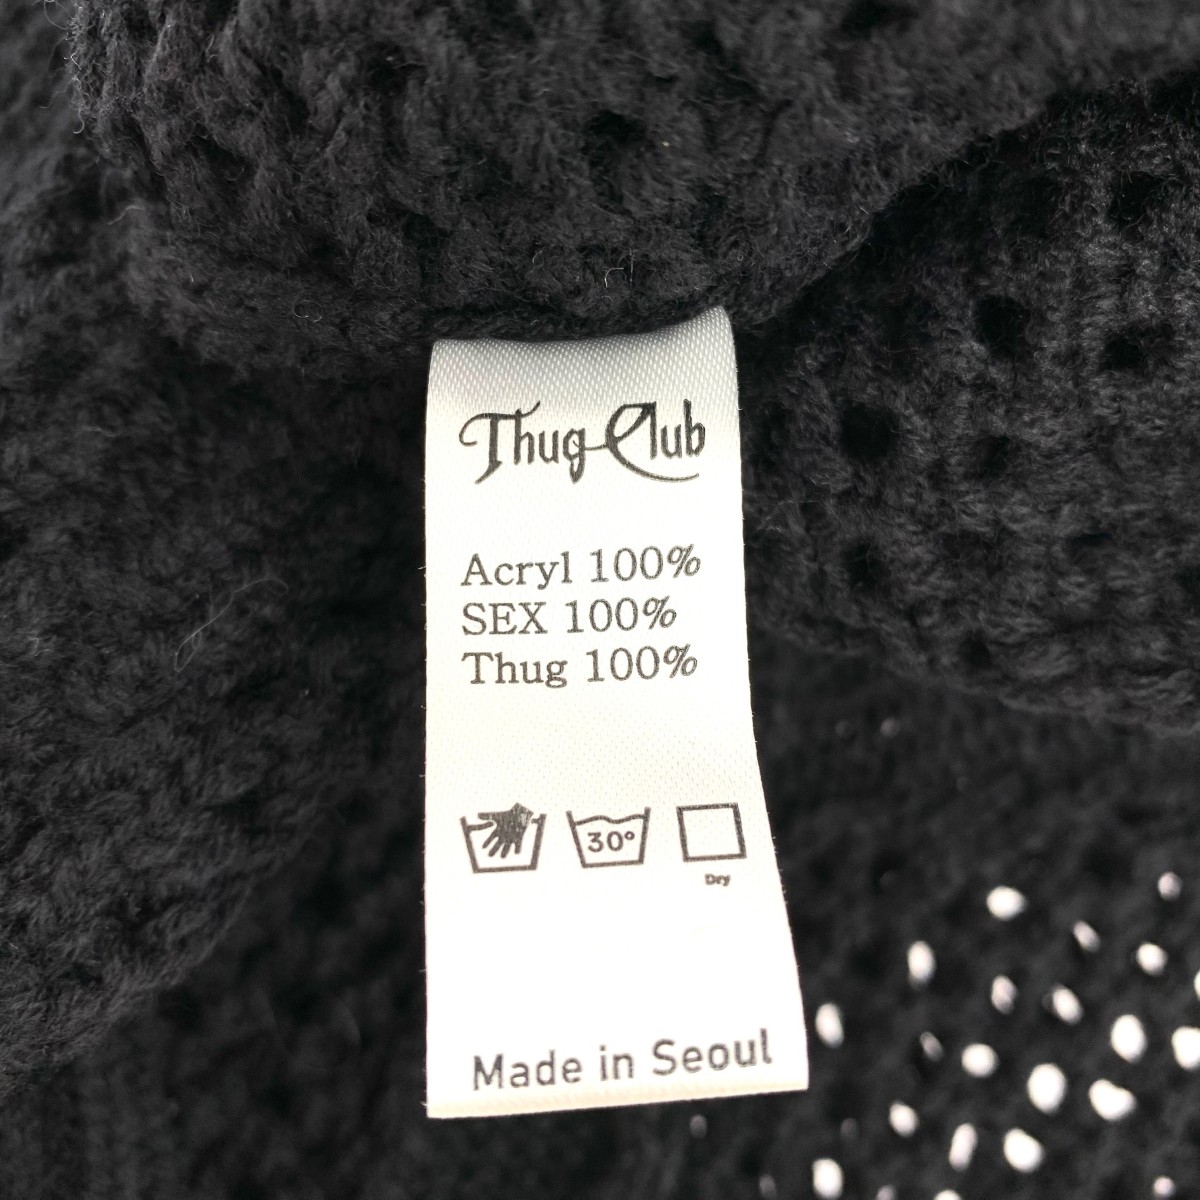 Thug Club
Acryl 100%
SEX 100%
Thug 100%
30°
Dry
Made in Seoul